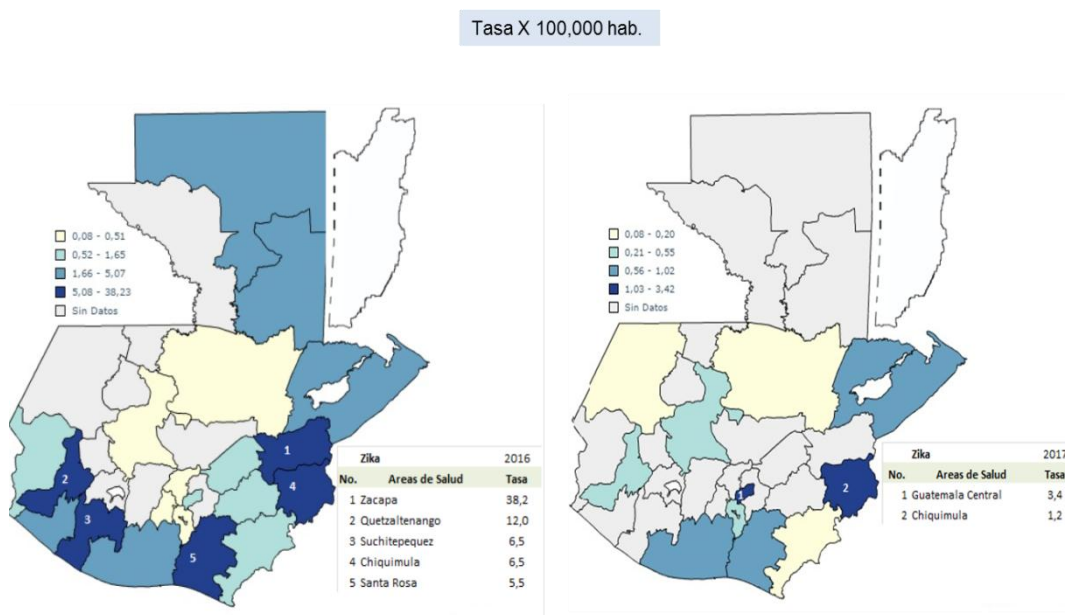 Tasa X 100,000 hab.
0,08 - 0,51
0,52 - 1,65
1,66 - 5,07
5,08 - 38,23
Sin Datos
1
2
3
4
5
Zika 2016
No. Areas de Salud Tasa
1 Zacapa 38,2
2 Quetzaltenango 12,0
3 Suchitepequez 6,5
4 Chiquimula 6,5
5 Santa Rosa 5,5
0,08 - 0,20
0,21 - 0,55
0,56 - 1,02
1,03 - 3,42
Sin Datos
1
2
Zika 2017
No. Areas de Salud Tasa
1 Guatemala Central 3,4
2 Chiquimula 1,2